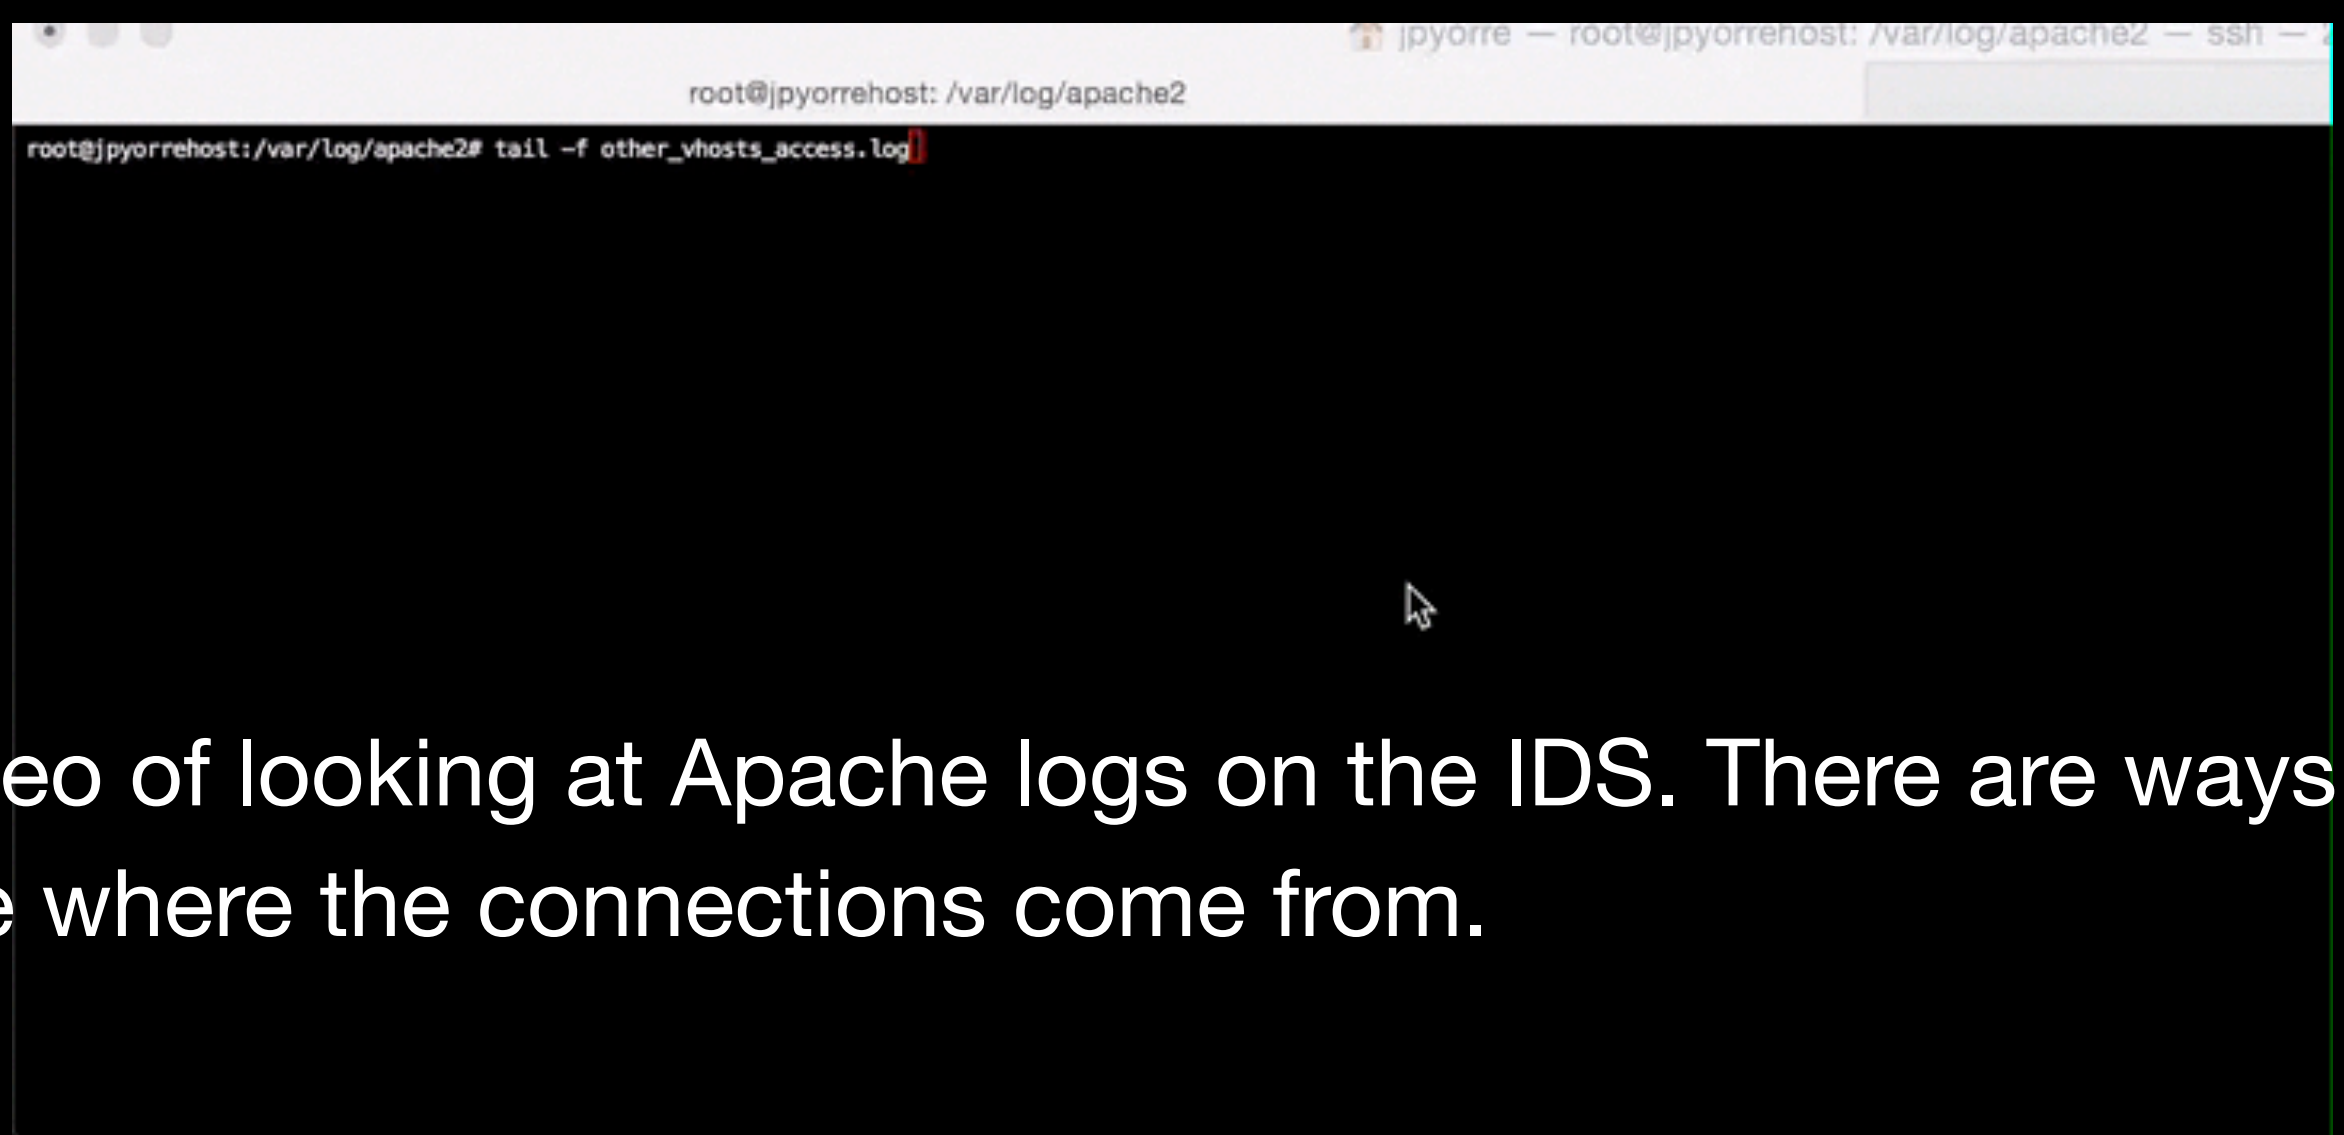 jpyorre — root@jpyorrehost: /var/log/apache2 — ssh —
root@jpyorrehost: /var/log/apache2
root@jpyorrehost:/var/log/apache2# tail -f other_vhosts_access.log
eo of looking at Apache logs on the IDS. There are ways
e where the connections come from.